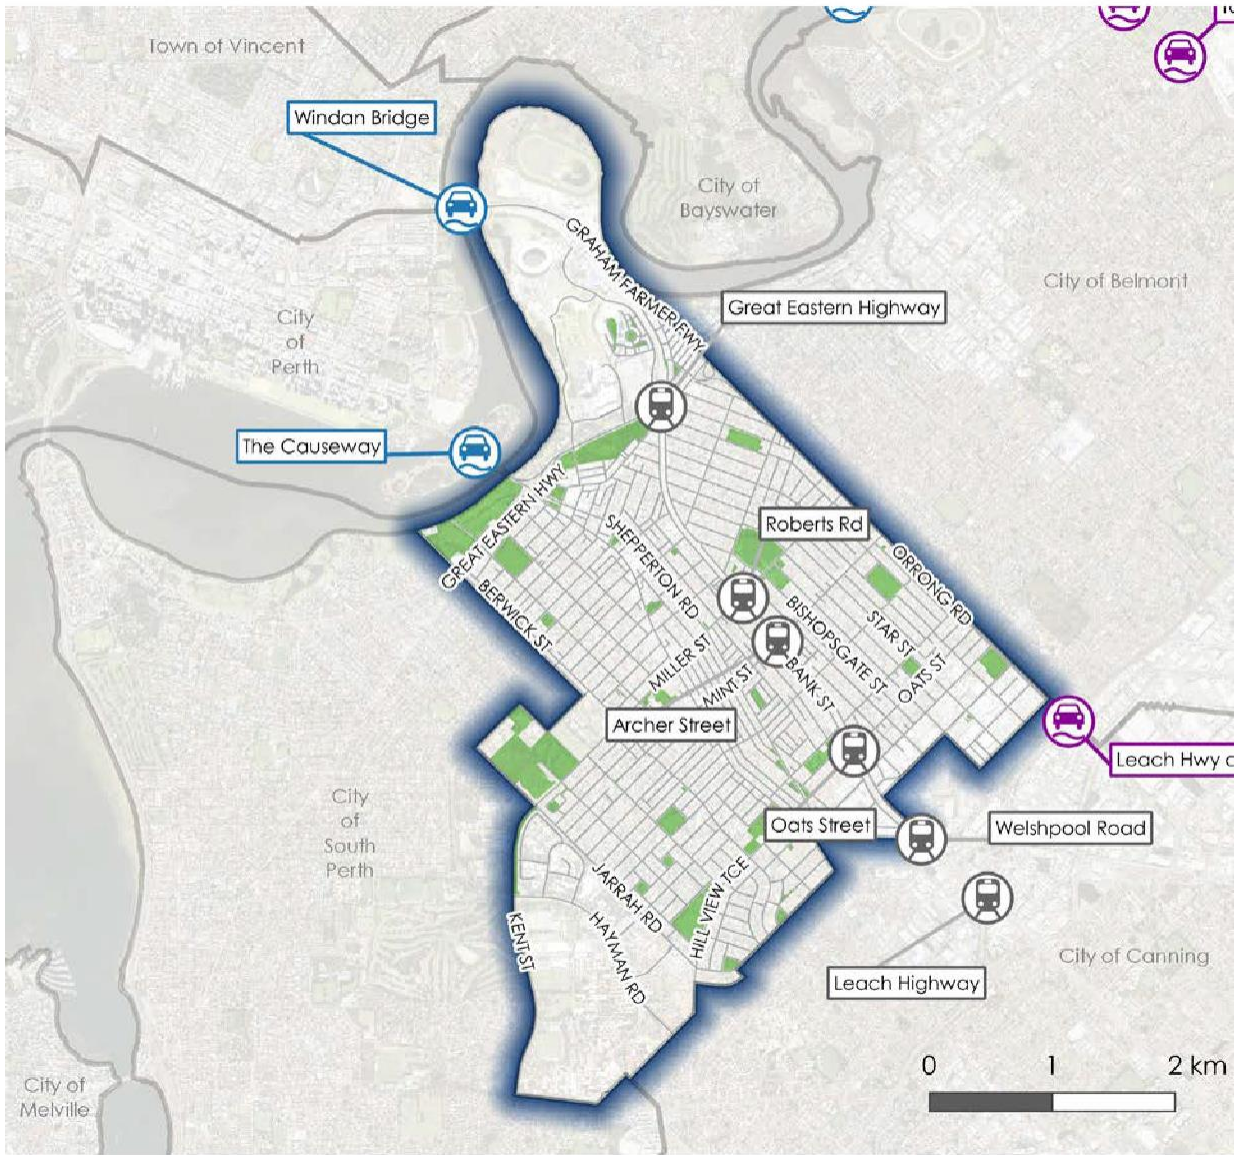 Town of Vincent
Windan Bridge
City of
Bayswater
City of Belmont
GRAHAM FARMER FWY
Great Eastern Highway
City
of
Perth
The Causeway
GREAT EASTERN HWY
SHEPPERTON RD
Roberts Rd
ORRONG RD
BERWICK ST
BISHOPSGATE ST
STAR ST
OATS ST
MILLER ST
MINT ST
BANK ST
Archer Street
Leach Hwy
Oats Street
Welshpool Road
City
of
South
Perth
JARRAH RD
HILL VIEW TCE
HAYMAN RD
KENT ST
Leach Highway
City of Canning
City of
Melville
0 1 2 km